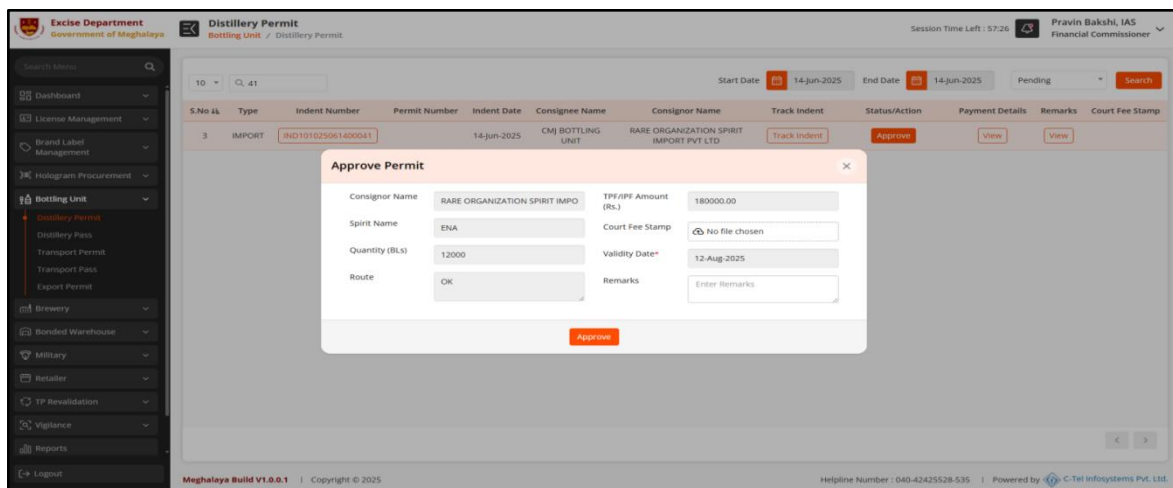 Excise Department
Government of Meghalaya
Distillery Permit
Bottling Unit / Distillery Permit
Session Time Left : 57:26
Pravin Bakshi, IAS
Financial Commissioner
Search Menu
Dashboard
License Management
Brand Label
Management
Hologram Procurement
Bottling Unit
Distillery Permit
Distillery Pass
Transport Permit
Transport Pass
Export Permit
Brewery
Bonded Warehouse
Military
Retailer
TP Revalidation
Vigilance
Reports
Logout
10
41
Start Date 14-Jun-2025 End Date 14-Jun-2025 Pending Search
S.No Type Indent Number Permit Number Indent Date Consignee Name Consignor Name Track Indent Status/Action Payment Details Remarks Court Fee Stamp
3 IMPORT IND101025061400041 14-Jun-2025 CMJ BOTTLING UNIT RARE ORGANIZATION SPIRIT IMPORT PVT LTD Track Indent Approve View View
Approve Permit
Consignor Name RARE ORGANIZATION SPIRIT IMPO
TPF/IPF Amount (Rs.) 180000.00
Spirit Name ENA
Court Fee Stamp No file chosen
Quantity (BLs) 12000
Validity Date* 12-Aug-2025
Route OK
Remarks Enter Remarks
Approve
Meghalaya Build V1.0.0.1 | Copyright © 2025
Helpline Number : 040-42425528-535 | Powered by C-Tel Infosystems Pvt. Ltd.